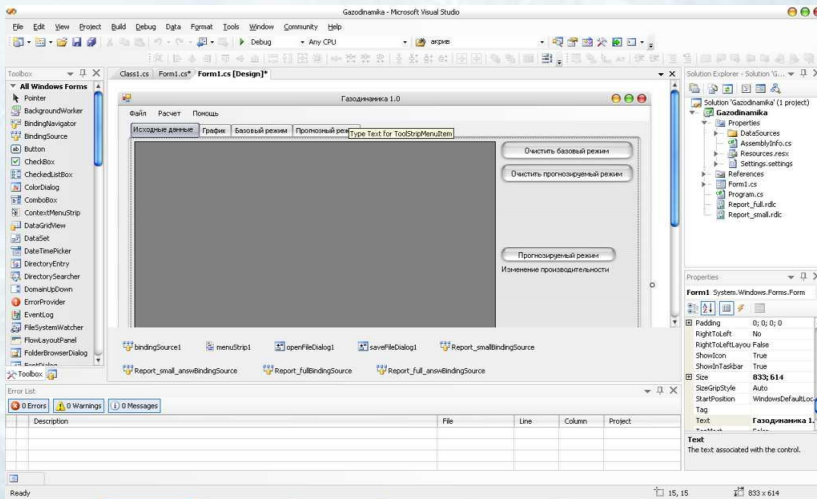 Gazodinamika - Microsoft Visual Studio
File Edit View Project Build Debug Data Format Tools Window Community Help
Debug Any CPU акрив
Toolbox
Class1.cs Form1.cs* Form1.cs [Design]*
Solution Explorer - Solution 'G...
All Windows Forms
Pointer
BackgroundWorker
BindingNavigator
BindingSource
Button
CheckBox
CheckedListBox
ColorDialog
ComboBox
ContextMenuStrip
DataGridView
DataSet
DateTimePicker
DirectoryEntry
DirectorySearcher
DomainUpDown
ErrorProvider
EventLog
FileSystemWatcher
FlowLayoutPanel
FolderBrowserDialog
FontDialog
Toolbox
Газодинамика 1.0
Файл Расчет Помощь
Исходные данные График Базовый режим Прогнозный реж
Type Text for ToolStripMenuItem
Очистить базовый режим
Очистить прогнозируемый режим
Прогнозируемый режим
Изменение производительности
bindingSource1 menuStrip1 openFileDialog1 saveFileDialog1 Report_smallBindingSource
Report_small_answBindingSource Report_fullBindingSource Report_full_answBindingSource
Solution 'Gazodinamika' (1 project)
Gazodinamika
Properties
DataSources
AssemblyInfo.cs
Resources.resx
Settings.settings
References
Form1.cs
Program.cs
Report_full.rdlc
Report_small.rdlc
Properties
Form1 System.Windows.Forms.Form
Padding 0; 0; 0; 0
RightToLeft No
RightToLeftLayou False
ShowIcon True
ShowInTaskbar True
Size 833; 614
SizeGripStyle Auto
StartPosition WindowsDefaultLoc
Tag
Text Газодинамика 1.
TopMost False
Text
The text associated with the control.
Error List
0 Errors 0 Warnings 0 Messages
Description File Line Column Project
Ready 15, 15 833 x 614